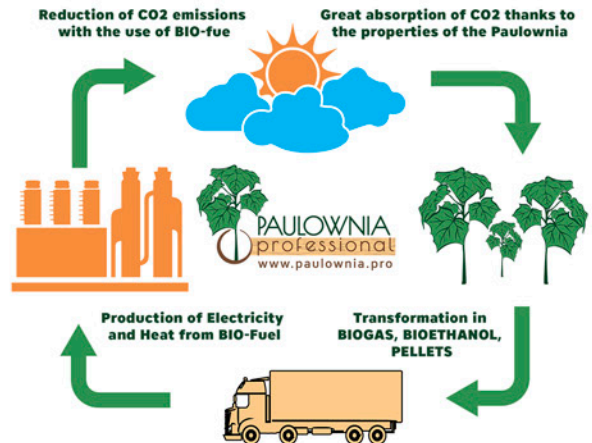 Reduction of CO2 emissions
with the use of BIO-fue
Great absorption of CO2 thanks to
the properties of the Paulownia
PAULOWNIA
professional
www.paulownia.pro
Production of Electricity
and Heat from BIO-Fuel
Transformation in
BIOGAS, BIOETHANOL,
PELLETS